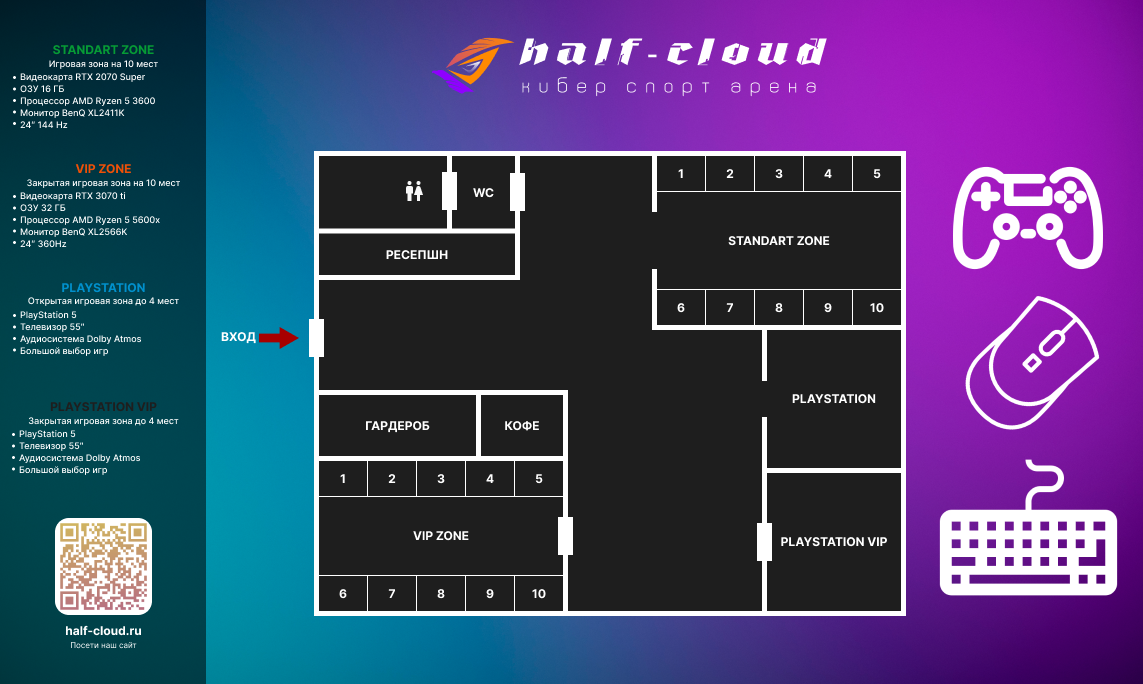 STANDART ZONE
Игровая зона на 10 мест
• Видеокарта RTX 2070 Super
• ОЗУ 16 ГБ
• Процессор AMD Ryzen 5 3600
• Монитор BenQ XL2411K
• 24" 144 Hz
VIP ZONE
Закрытая игровая зона на 10 мест
• Видеокарта RTX 3070 ti
• ОЗУ 32 ГБ
• Процессор AMD Ryzen 5 5600x
• Монитор BenQ XL2566K
• 24" 360Hz
PLAYSTATION
Открытая игровая зона до 4 мест
• PlayStation 5
• Телевизор 55"
• Аудиосистема Dolby Atmos
• Большой выбор игр
PLAYSTATION VIP
Закрытая игровая зона до 4 мест
• PlayStation 5
• Телевизор 55"
• Аудиосистема Dolby Atmos
• Большой выбор игр
half-cloud.ru
Посети наш сайт
half-cloud
кибер спорт арена
WC
РЕСЕПШН
1 2 3 4 5
STANDART ZONE
6 7 8 9 10
ВХОД
PLAYSTATION
ГАРДЕРОБ
КОФЕ
1 2 3 4 5
VIP ZONE
6 7 8 9 10
PLAYSTATION VIP